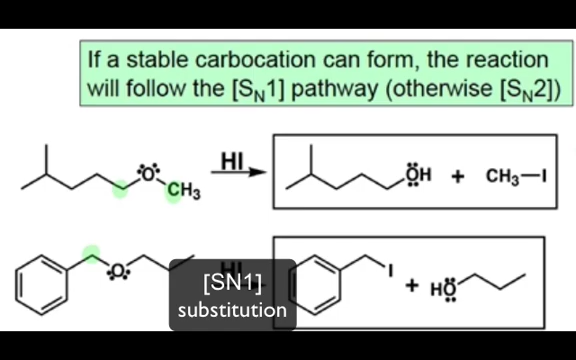 If a stable carbocation can form, the reaction
will follow the [SN1] pathway (otherwise [SN2])
O CH3 HI ÖH + CH3—I
O HI I + HÖ
[SN1]
substitution